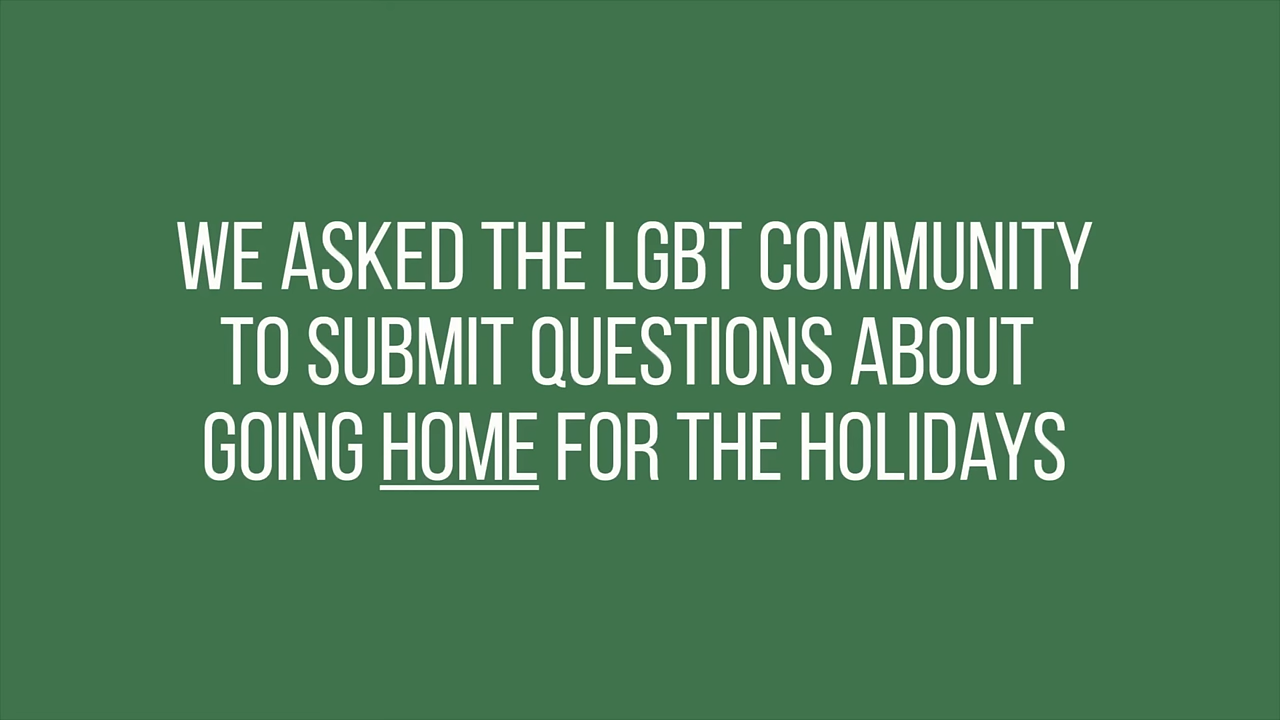 WE ASKED THE LGBT COMMUNITY
TO SUBMIT QUESTIONS ABOUT
GOING HOME FOR THE HOLIDAYS